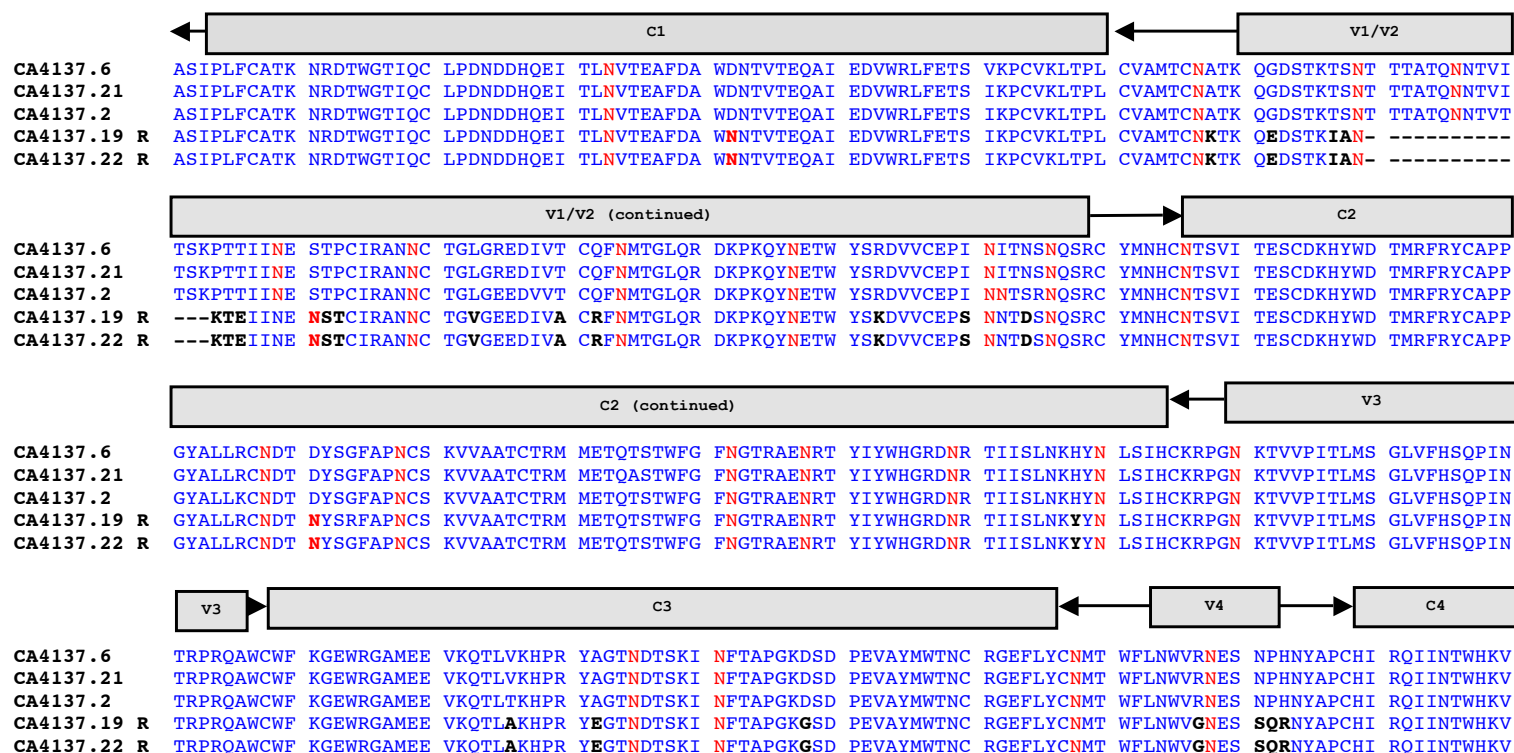 C1 V1/V2
CA4137.6 ASIPLFCATK NRDTWGTIQC LPDNDDHQEI TLNVTEAFDA WDNTVTEQAI EDVWRLFETS VKPCVKLTPL CVAMTCNATK QGDSTKTSNT TTATQNNTVI
CA4137.21 ASIPLFCATK NRDTWGTIQC LPDNDDHQEI TLNVTEAFDA WDNTVTEQAI EDVWRLFETS IKPCVKLTPL CVAMTCNATK QGDSTKTSNT TTATQNNTVI
CA4137.2 ASIPLFCATK NRDTWGTIQC LPDNDDHQEI TLNVTEAFDA WDNTVTEQAI EDVWRLFETS IKPCVKLTPL CVAMTCNATK QGDSTKTSNT TTATQNNTVT
CA4137.19 R ASIPLFCATK NRDTWGTIQC LPDNDDHQEI TLNVTEAFDA WNNTVTEQAI EDVWRLFETS IKPCVKLTPL CVAMTCNKTK QEDSTKIAN- ----------
CA4137.22 R ASIPLFCATK NRDTWGTIQC LPDNDDHQEI TLNVTEAFDA WNNTVTEQAI EDVWRLFETS IKPCVKLTPL CVAMTCNKTK QEDSTKIAN- ----------
V1/V2 (continued) C2
CA4137.6 TSKPTTIINE STPCIRANNC TGLGREDIVT CQFNMTGLQR DKPKQYNETW YSRDVVCEPI NITNSNQSRC YMNHCNTSVI TESCDKHYWD TMRFRYCAPP
CA4137.21 TSKPTTIINE STPCIRANNC TGLGREDIVT CQFNMTGLQR DKPKQYNETW YSRDVVCEPI NITNSNQSRC YMNHCNTSVI TESCDKHYWD TMRFRYCAPP
CA4137.2 TSKPTTIINE STPCIRANNC TGLGEEDVVT CQFNMTGLQR DKPKQYNETW YSRDVVCEPI NNTSRNQSRC YMNHCNTSVI TESCDKHYWD TMRFRYCAPP
CA4137.19 R ---KTEIINE NSTCIRANNC TGVGEEDIVA CRFNMTGLQR DKPKQYNETW YSKDVVCEPS NNTDSNQSRC YMNHCNTSVI TESCDKHYWD TMRFRYCAPP
CA4137.22 R ---KTEIINE NSTCIRANNC TGVGEEDIVA CRFNMTGLQR DKPKQYNETW YSKDVVCEPS NNTDSNQSRC YMNHCNTSVI TESCDKHYWD TMRFRYCAPP
C2 (continued) V3
CA4137.6 GYALLRCNDT DYSGFAPNCS KVVAATCTRM METQTSTWFG FNGTRAENRT YIYWHGRDNR TIISLNKHYN LSIHCKRPGN KTVVPITLMS GLVFHSQPIN
CA4137.21 GYALLRCNDT DYSGFAPNCS KVVAATCTRM METQASTWFG FNGTRAENRT YIYWHGRDNR TIISLNKHYN LSIHCKRPGN KTVVPITLMS GLVFHSQPIN
CA4137.2 GYALLKCNDT DYSGFAPNCS KVVAATCTRM METQTSTWFG FNGTRAENRT YIYWHGRDNR TIISLNKHYN LSIHCKRPGN KTVVPITLMS GLVFHSQPIN
CA4137.19 R GYALLRCNDT NYSRFAPNCS KVVAATCTRM METQTSTWFG FNGTRAENRT YIYWHGRDNR TIISLNKYYN LSIHCKRPGN KTVVPITLMS GLVFHSQPIN
CA4137.22 R GYALLRCNDT NYSGFAPNCS KVVAATCTRM METQTSTWFG FNGTRAENRT YIYWHGRDNR TIISLNKYYN LSIHCKRPGN KTVVPITLMS GLVFHSQPIN
V3 C3 V4 C4
CA4137.6 TRPRQAWCWF KGEWRGAMEE VKQTLVKHPR YAGTNDTSKI NFTAPGKDSD PEVAYMWTNC RGEFLYCNMT WFLNWVRNES NPHNYAPCHI RQIINTWHKV
CA4137.21 TRPRQAWCWF KGEWRGAMEE VKQTLVKHPR YAGTNDTSKI NFTAPGKDSD PEVAYMWTNC RGEFLYCNMT WFLNWVRNES NPHNYAPCHI RQIINTWHKV
CA4137.2 TRPRQAWCWF KGEWRGAMEE VKQTLTKHPR YAGTNDTSKI NFTAPGKDSD PEVAYMWTNC RGEFLYCNMT WFLNWVRNES NPHNYAPCHI RQIINTWHKV
CA4137.19 R TRPRQAWCWF KGEWRGAMEE VKQTLAKHPR YEGTNDTSKI NFTAPGKGSD PEVAYMWTNC RGEFLYCNMT WFLNWVGNES SQRNYAPCHI RQIINTWHKV
CA4137.22 R TRPRQAWCWF KGEWRGAMEE VKQTLAKHPR YEGTNDTSKI NFTAPGKGSD PEVAYMWTNC RGEFLYCNMT WFLNWVGNES SQRNYAPCHI RQIINTWHKV